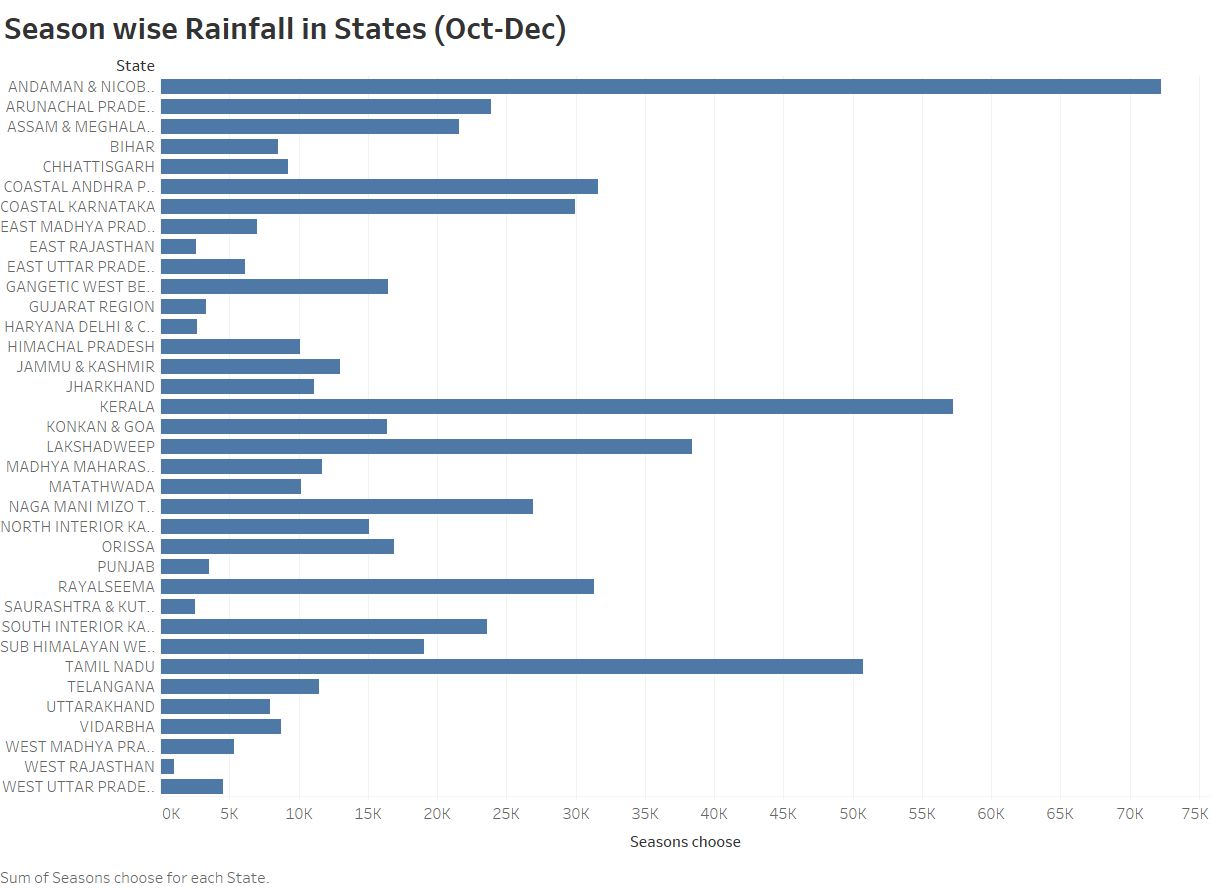 Season wise Rainfall in States (Oct-Dec)
State
ANDAMAN & NICOB..
ARUNACHAL PRADE..
ASSAM & MEGHALA..
BIHAR
CHHATTISGARH
COASTAL ANDHRA P..
COASTAL KARNATAKA
EAST MADHYA PRAD..
EAST RAJASTHAN
EAST UTTAR PRADE..
GANGETIC WEST BE..
GUJARAT REGION
HARYANA DELHI & C..
HIMACHAL PRADESH
JAMMU & KASHMIR
JHARKHAND
KERALA
KONKAN & GOA
LAKSHADWEEP
MADHYA MAHARAS..
MATATHWADA
NAGA MANI MIZO T..
NORTH INTERIOR KA..
ORISSA
PUNJAB
RAYALSEEMA
SAURASHTRA & KUT..
SOUTH INTERIOR KA..
SUB HIMALAYAN WE..
TAMIL NADU
TELANGANA
UTTARAKHAND
VIDARBHA
WEST MADHYA PRA..
WEST RAJASTHAN
WEST UTTAR PRADE..
0K 5K 10K 15K 20K 25K 30K 35K 40K 45K 50K 55K 60K 65K 70K 75K
Seasons choose
Sum of Seasons choose for each State.